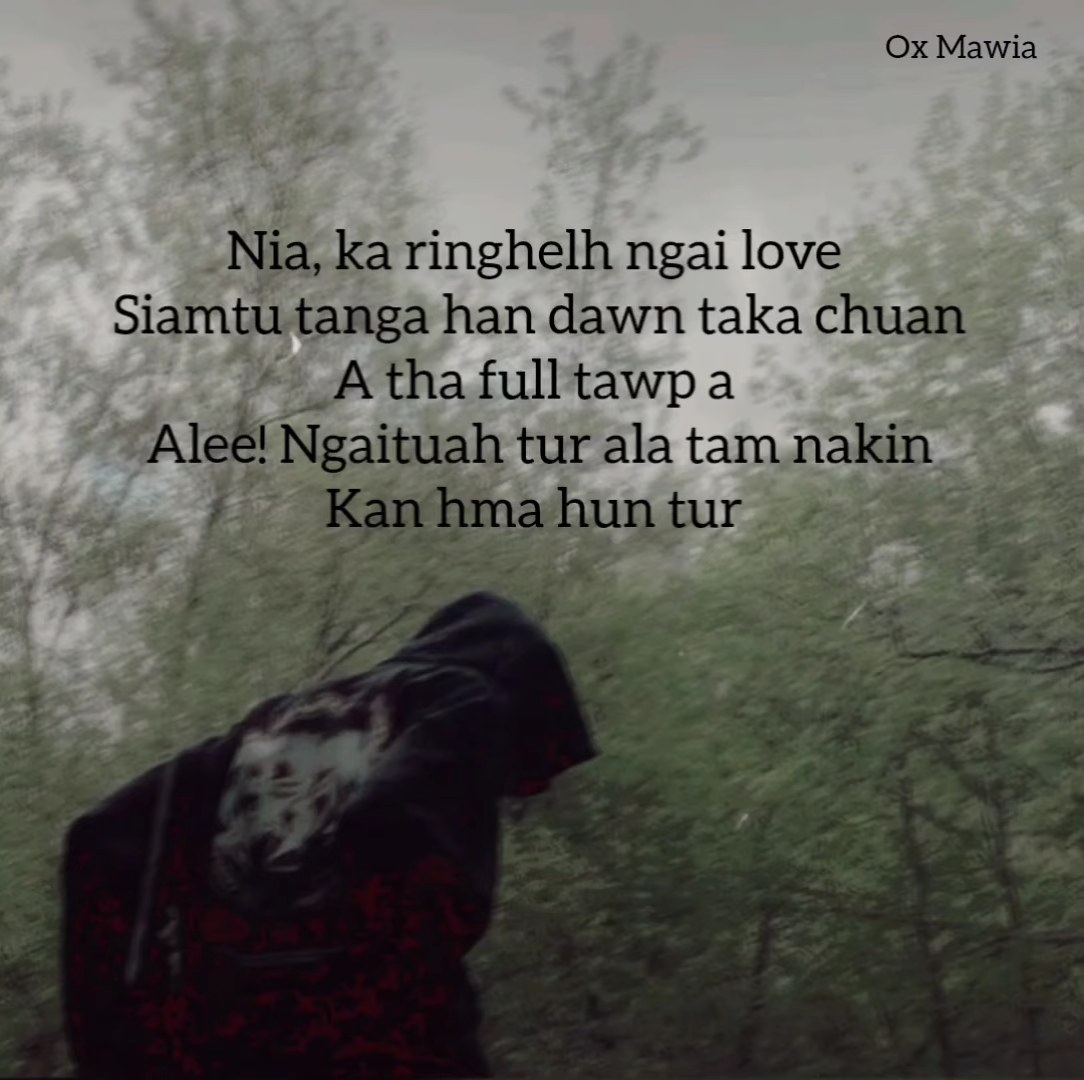 Ox Mawia
Nia, ka ringhelh ngai love
Siamtu tanga han dawn taka chuan
A tha full tawp a
Alee! Ngaituah tur ala tam nakin
Kan hma hun tur